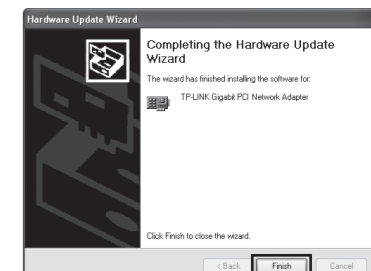 Hardware Update Wizard
Completing the Hardware Update
Wizard
The wizard has finished installing the software for:
TP-LINK Gigabit PCI Network Adapter
Click Finish to close the wizard.
< Back Finish Cancel